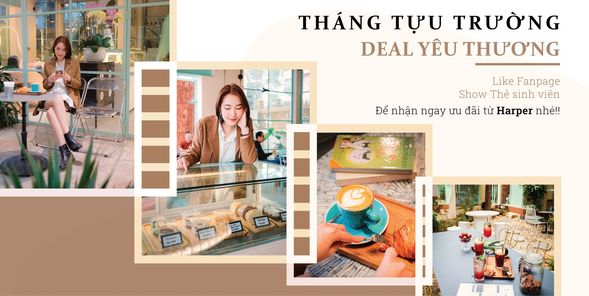 THÁNG TỰU TRƯỜNG
DEAL YÊU THƯƠNG
Like Fanpage
Show Thẻ sinh viên
Để nhận ngay ưu đãi từ Harper nhé!!